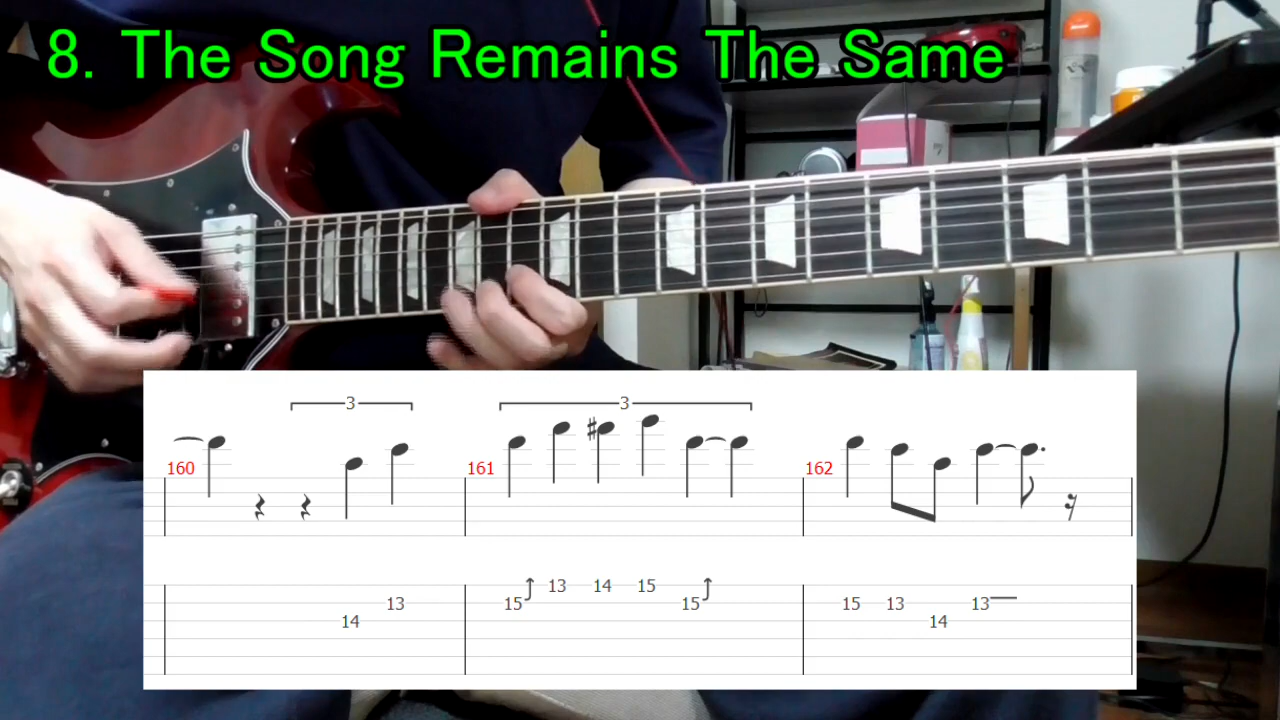 8. The Song Remains The Same
3 3
160 161 162
13 14 15
13 15 15 15 13 13
14 14